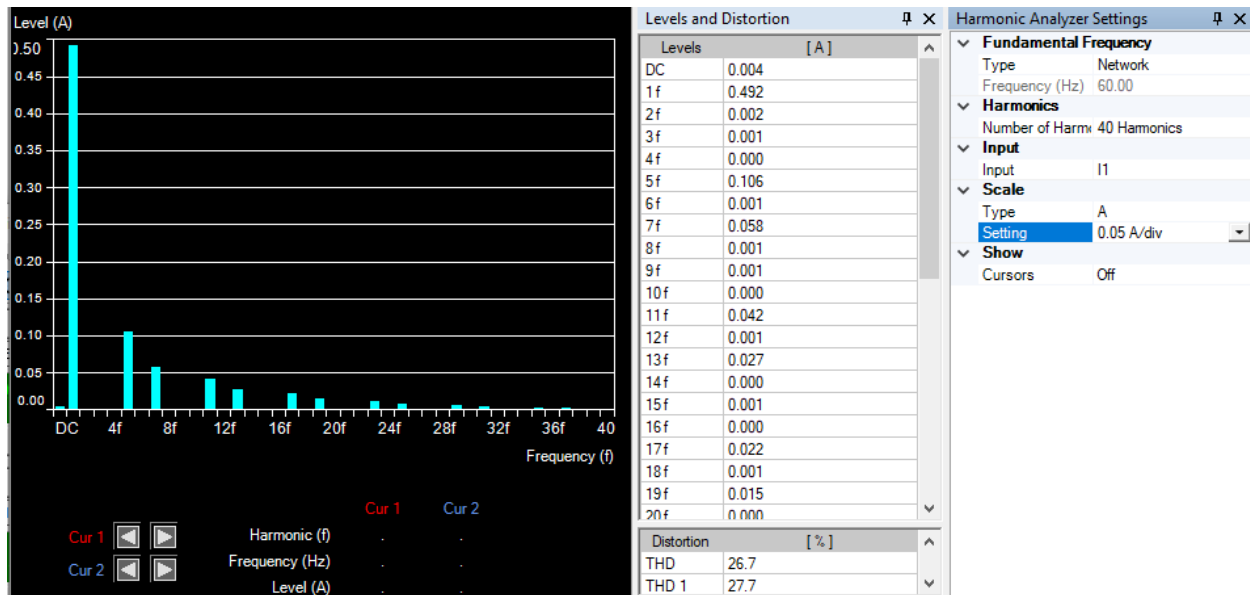 Level (A)
0.50
0.45
0.40
0.35
0.30
0.25
0.20
0.15
0.10
0.05
0.00
DC 4f 8f 12f 16f 20f 24f 28f 32f 36f 40
Frequency (f)
Cur 1 Cur 2
Cur 1 Harmonic (f) . .
Cur 2 Frequency (Hz) . .
Level (A) . .
Levels and Distortion
Levels [ A ]
DC 0.004
1f 0.492
2f 0.002
3f 0.001
4f 0.000
5f 0.106
6f 0.001
7f 0.058
8f 0.001
9f 0.001
10f 0.000
11f 0.042
12f 0.001
13f 0.027
14f 0.000
15f 0.001
16f 0.000
17f 0.022
18f 0.001
19f 0.015
20f 0.000
Distortion [ % ]
THD 26.7
THD 1 27.7
Harmonic Analyzer Settings
Fundamental Frequency
Type Network
Frequency (Hz) 60.00
Harmonics
Number of Harm 40 Harmonics
Input
Input I1
Scale
Type A
Setting 0.05 A/div
Show
Cursors Off